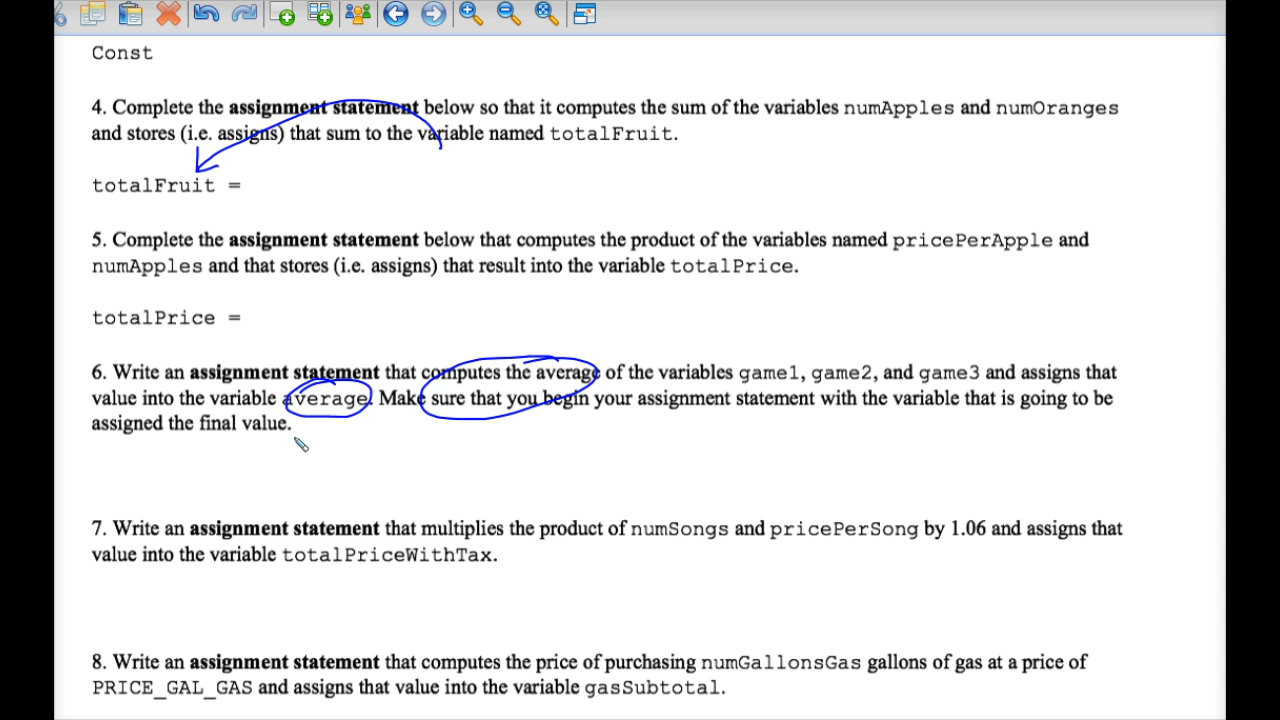 Const
4. Complete the assignment statement below so that it computes the sum of the variables numApples and numOranges
and stores (i.e. assigns) that sum to the variable named totalFruit.
totalFruit =
5. Complete the assignment statement below that computes the product of the variables named pricePerApple and
numApples and that stores (i.e. assigns) that result into the variable totalPrice.
totalPrice =
6. Write an assignment statement that computes the average of the variables game1, game2, and game3 and assigns that
value into the variable average. Make sure that you begin your assignment statement with the variable that is going to be
assigned the final value.
7. Write an assignment statement that multiplies the product of numSongs and pricePerSong by 1.06 and assigns that
value into the variable totalPriceWithTax.
8. Write an assignment statement that computes the price of purchasing numGallonsGas gallons of gas at a price of
PRICE_GAL_GAS and assigns that value into the variable gasSubtotal.